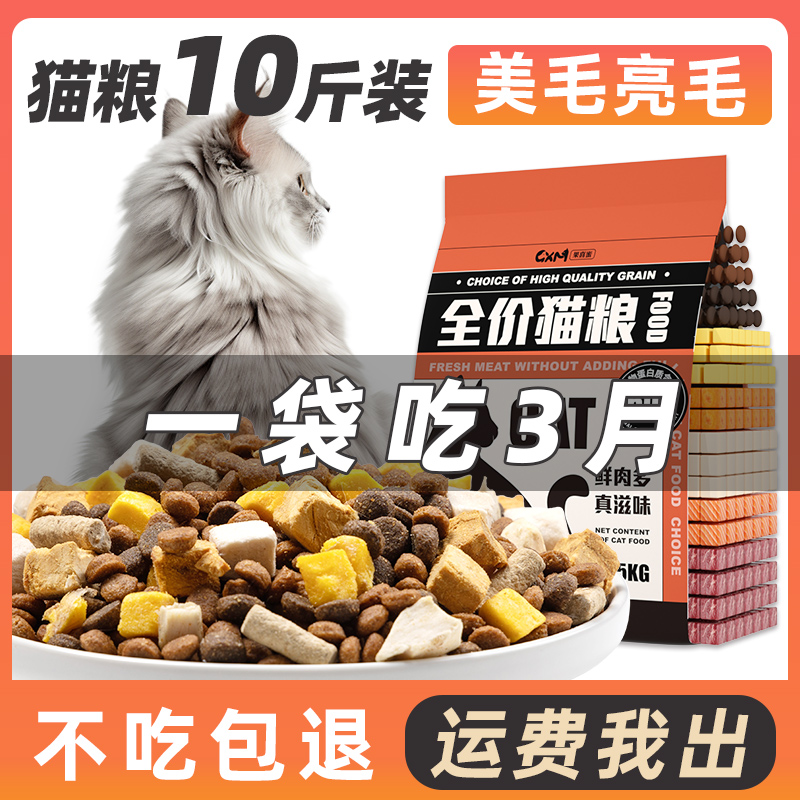 猫粮10斤装
美毛亮毛
CXM
CHOICE OF HIGH QUALITY GRAIN
全价猫粮
FOOD
FRESH MEAT WITHOUT ADDING
一袋吃3月
CAT
鲜肉多
真滋味
NET CONTENT
OF CAT FOOD
5KG
CAT FOOD CHOICE
不吃包退
运费我出